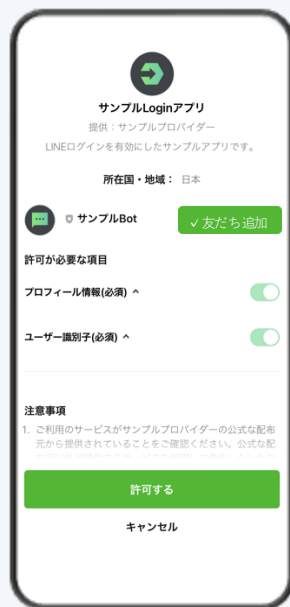 サンプルLoginアプリ
提供：サンプルプロバイダー
LINEログインを有効にしたサンプルアプリです。
所在国・地域： 日本
サンプルBot
✓友だち追加
許可が必要な項目
プロフィール情報(必須)
ユーザー識別子(必須)
注意事項
1. ご利用のサービスがサンプルプロバイダーの公式な配布
元から提供されていることをご確認ください。公式な配
許可する
キャンセル